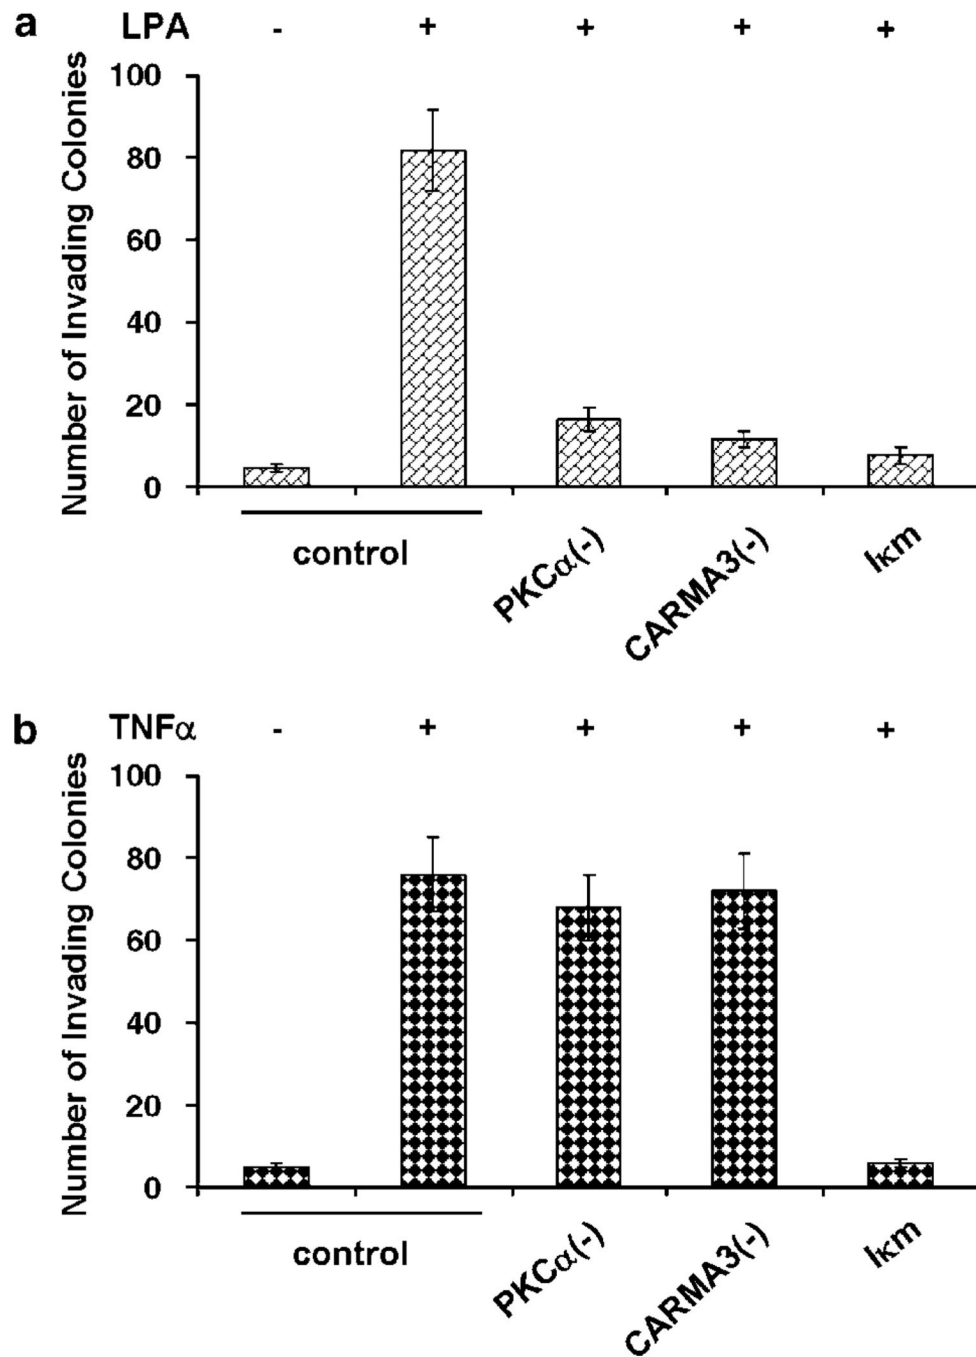 a LPA - + + + +
Number of Invading Colonies
100
80
60
40
20
0
control PKCα(-) CARMA3(-) Iκm
b TNFα - + + + +
Number of Invading Colonies
100
80
60
40
20
0
control PKCα(-) CARMA3(-) Iκm